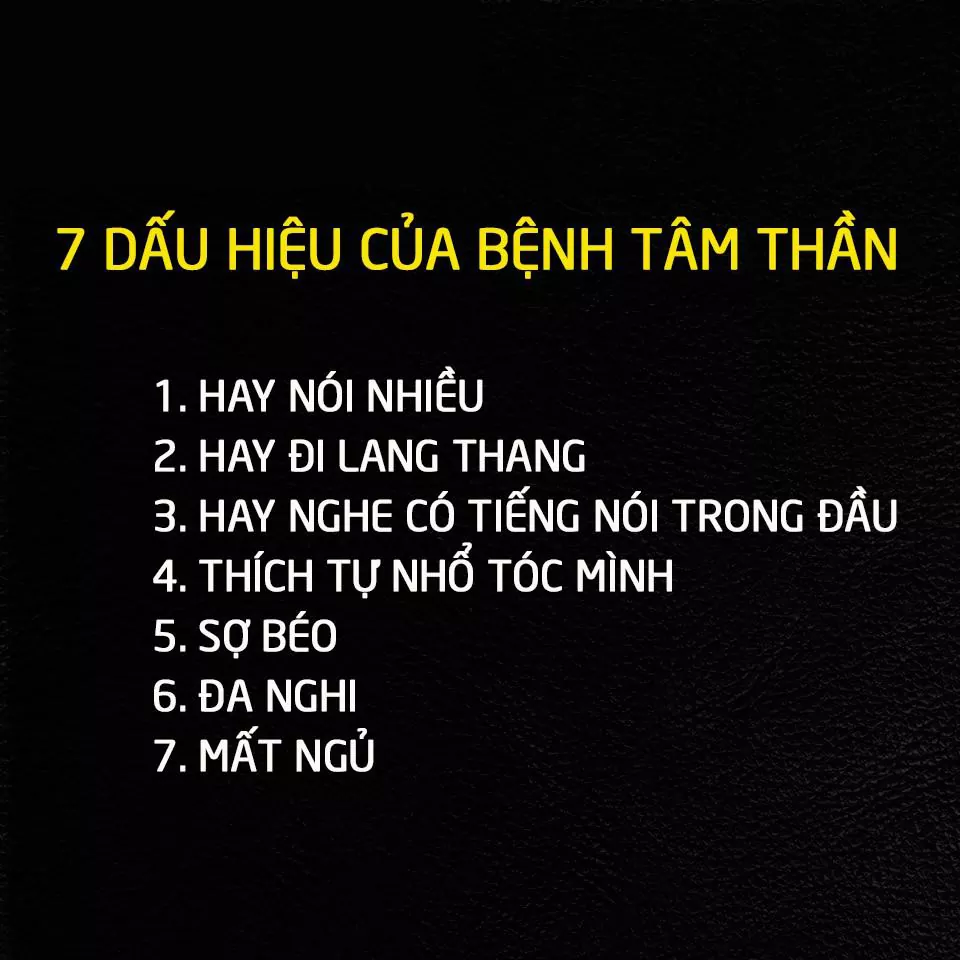 7 DẤU HIỆU CỦA BỆNH TÂM THẦN
1. HAY NÓI NHIỀU
2. HAY ĐI LANG THANG
3. HAY NGHE CÓ TIẾNG NÓI TRONG ĐẦU
4. THÍCH TỰ NHỔ TÓC MÌNH
5. SỢ BÉO
6. ĐA NGHI
7. MẤT NGỦ